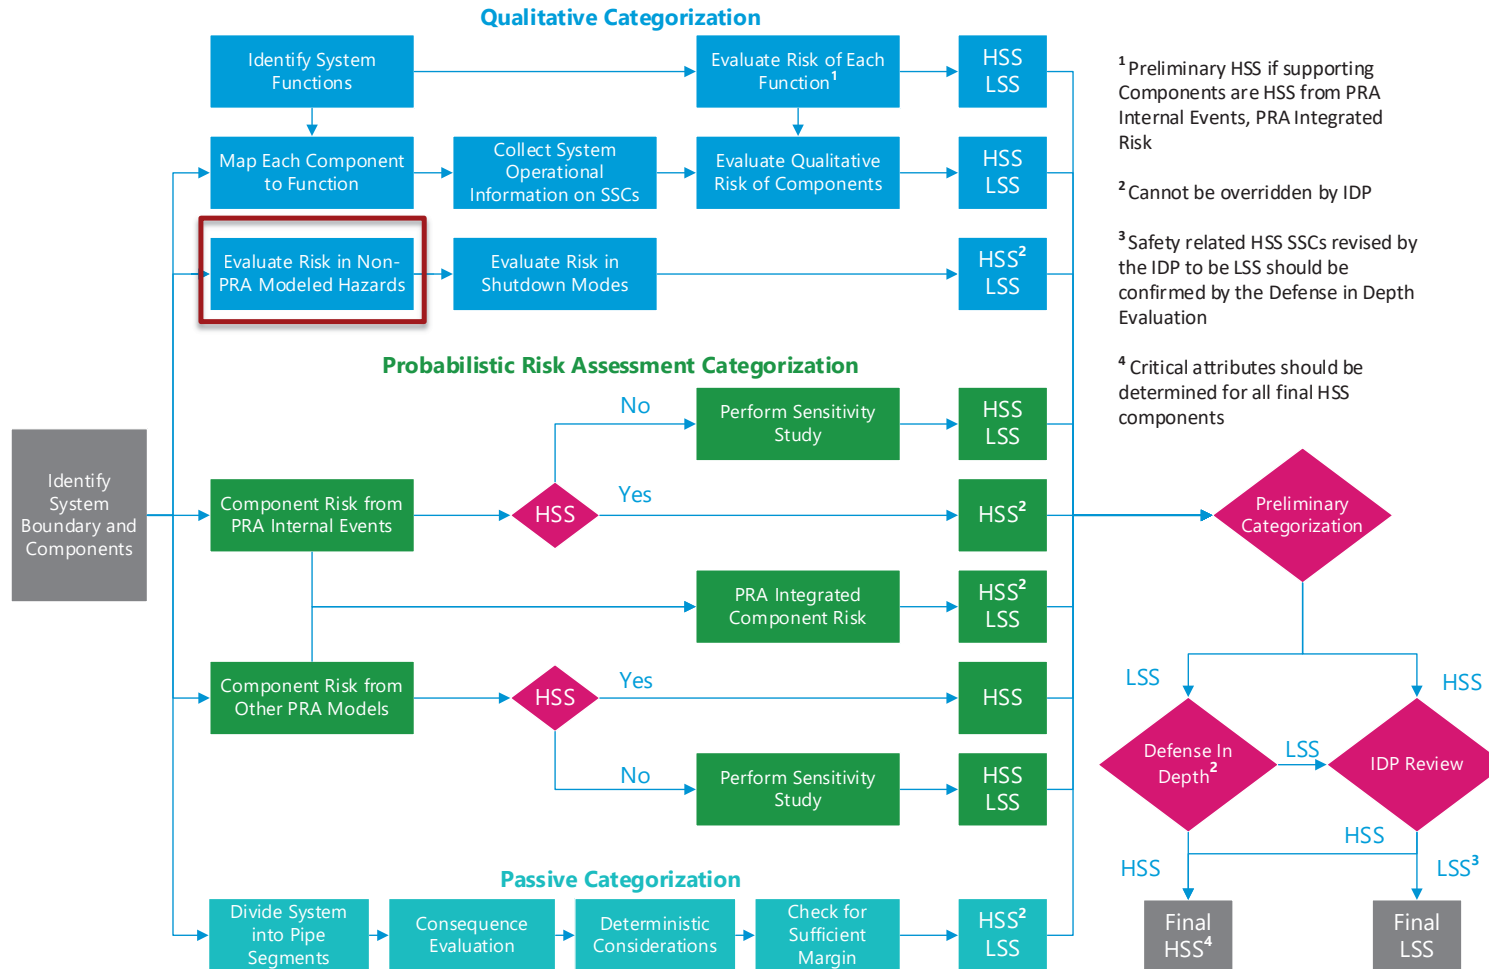 Qualitative Categorization
Identify System
Functions
Evaluate Risk of Each
Function¹
HSS
LSS
Map Each Component
to Function
Collect System
Operational
Information on SSCs
Evaluate Qualitative
Risk of Components
HSS
LSS
Evaluate Risk in Non-
PRA Modeled Hazards
Evaluate Risk in
Shutdown Modes
HSS²
LSS
¹ Preliminary HSS if supporting
Components are HSS from PRA
Internal Events, PRA Integrated
Risk
² Cannot be overridden by IDP
³ Safety related HSS SSCs revised by
the IDP to be LSS should be
confirmed by the Defense in Depth
Evaluation
⁴ Critical attributes should be
determined for all final HSS
components
Probabilistic Risk Assessment Categorization
No
Perform Sensitivity
Study
HSS
LSS
Identify
System
Boundary and
Components
Component Risk from
PRA Internal Events
HSS
Yes
HSS²
PRA Integrated
Component Risk
HSS²
LSS
Component Risk from
Other PRA Models
HSS
Yes
HSS
No
Perform Sensitivity
Study
HSS
LSS
Preliminary
Categorization
LSS
HSS
Defense In
Depth²
LSS
IDP Review
HSS
HSS
LSS³
Final
HSS⁴
Final
LSS
Passive Categorization
Divide System
into Pipe
Segments
Consequence
Evaluation
Deterministic
Considerations
Check for
Sufficient
Margin
HSS²
LSS